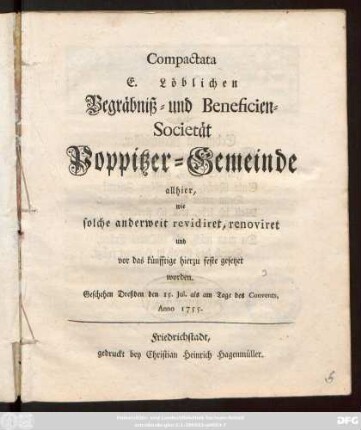 Compactata
E. Löblichen
Begräbniß- und Beneficien-
Societät
Poppitzer-Gemeinde
allhier,
wie
solche anderweit revidiret, renoviret
und
vor das künfftige hierzu feste gesetzet
worden.
Geschehen Dreßden den 15. Jul. als am Tage des Convents,
Anno 1755.
Friedrichstadt,
gedruckt bey Christian Heinrich Hagenmüller.
DFG